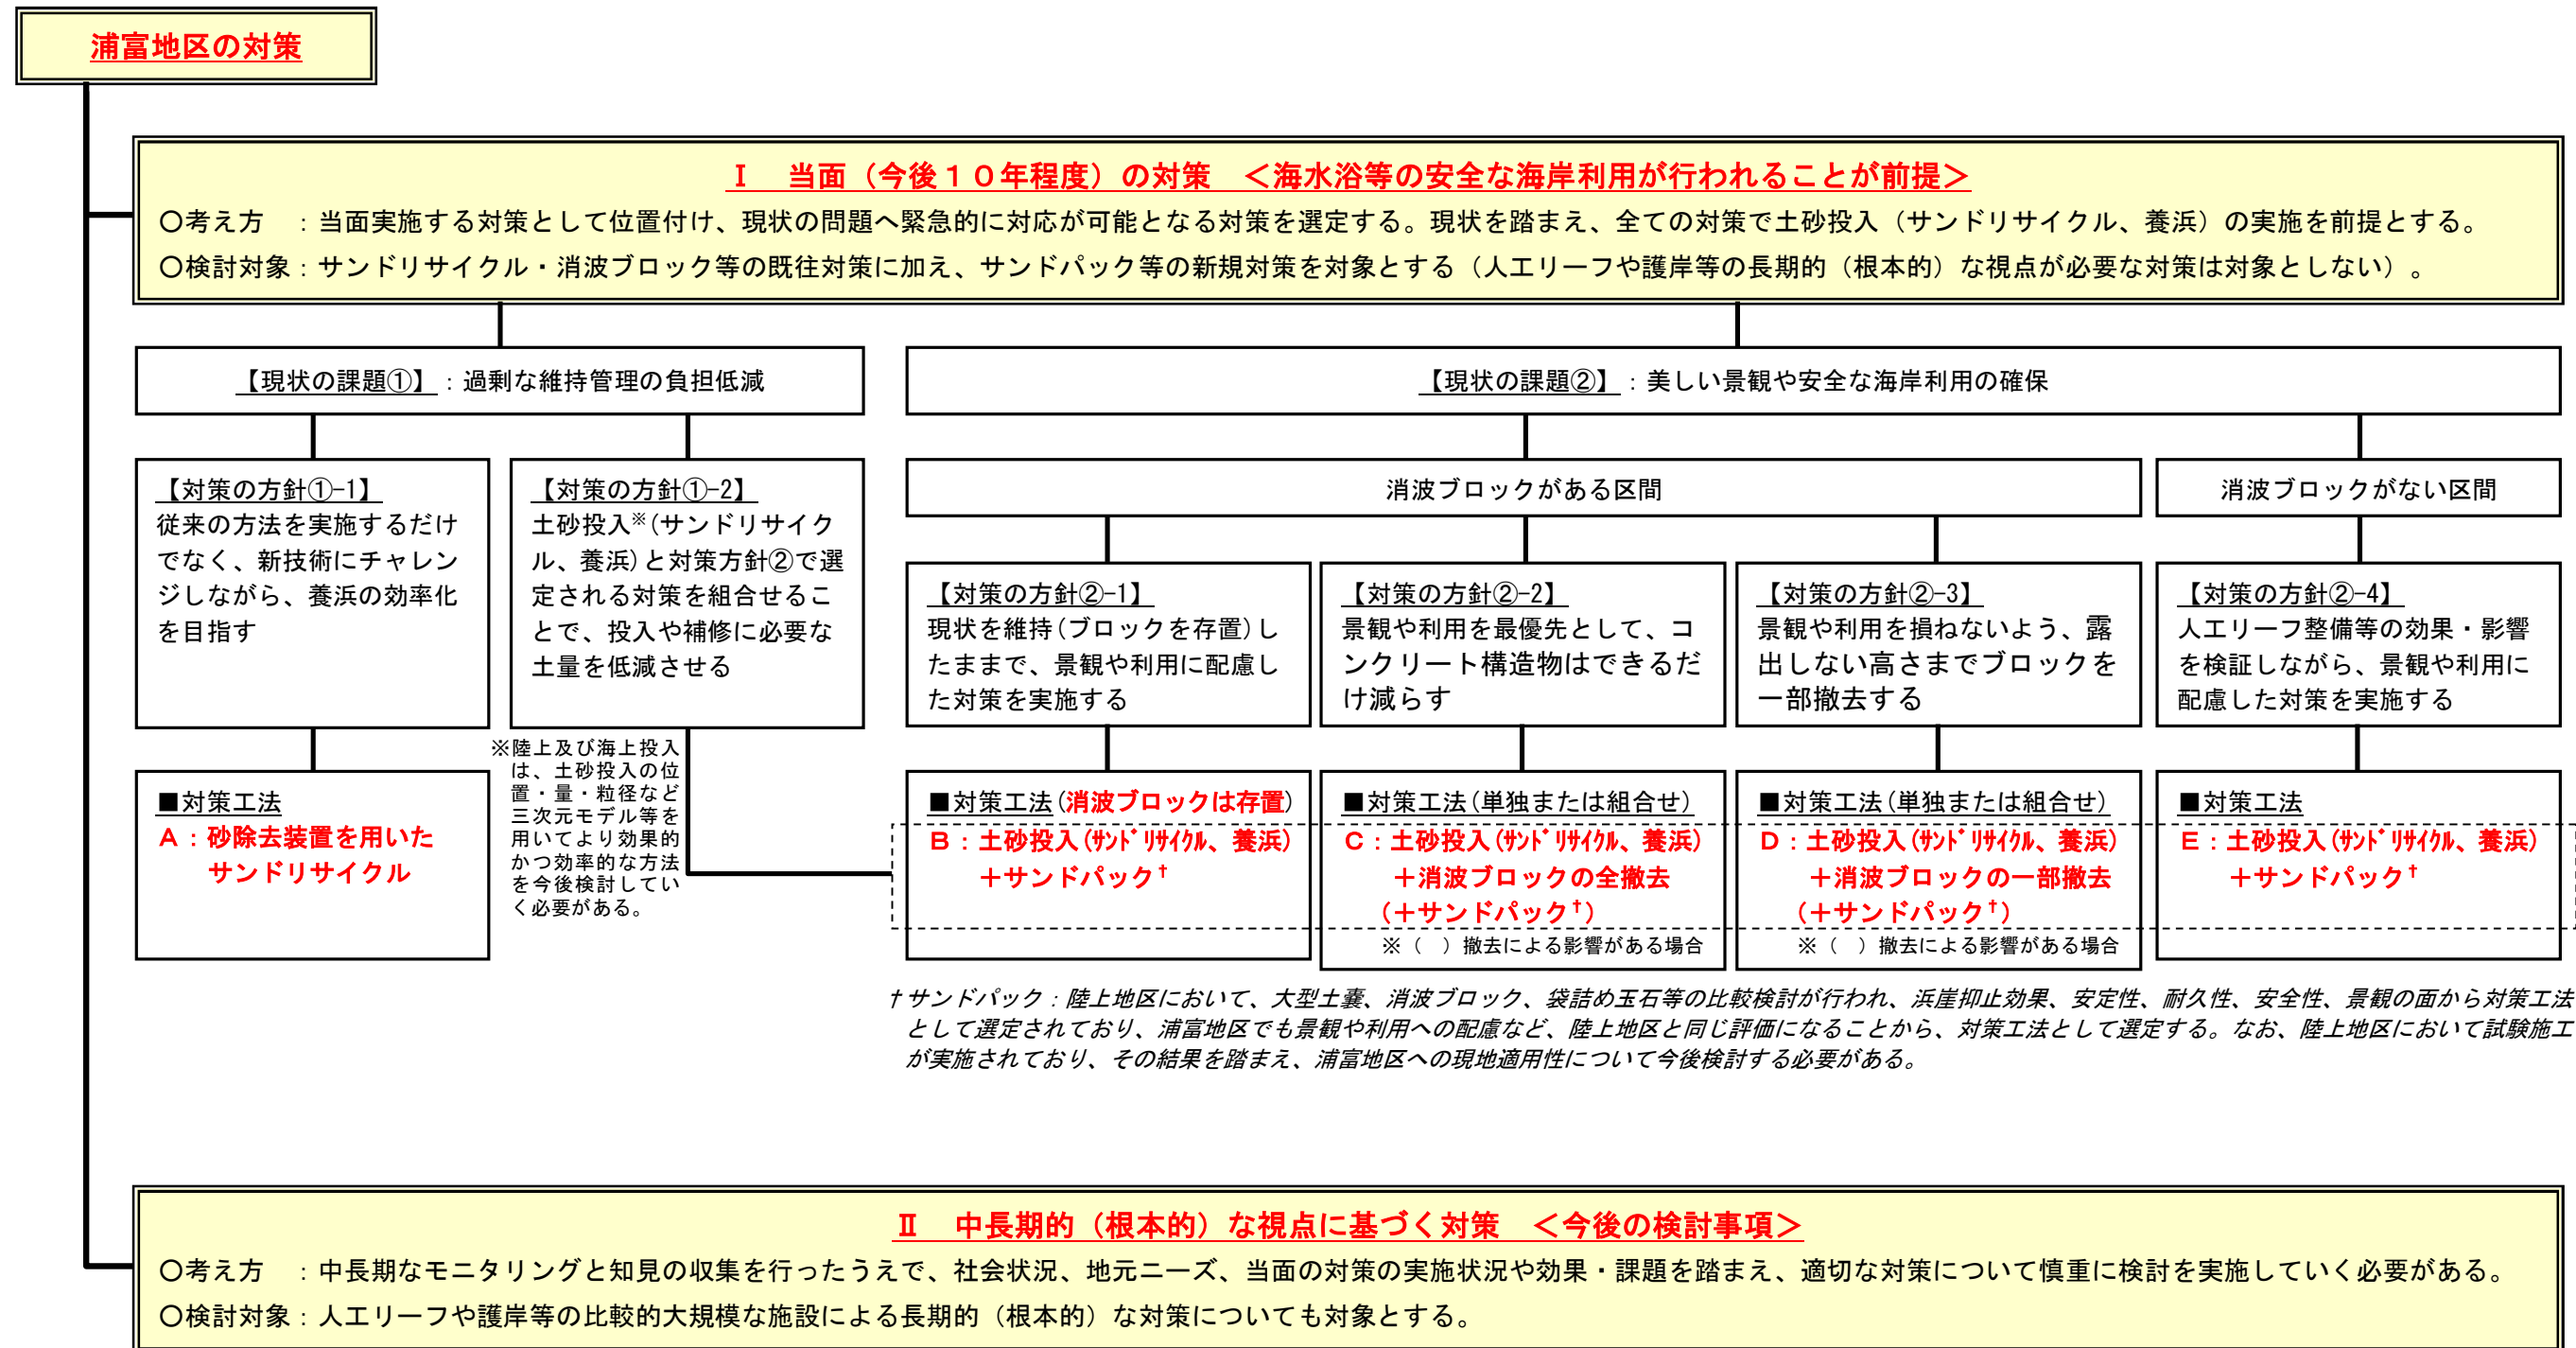 浦富地区の対策
Ⅰ　当面（今後１０年程度）の対策　＜海水浴等の安全な海岸利用が行われることが前提＞
〇考え方　：当面実施する対策として位置付け、現状の問題へ緊急的に対応が可能となる対策を選定する。現状を踏まえ、全ての対策で土砂投入（サンドリサイクル、養浜）の実施を前提とする。
〇検討対象：サンドリサイクル・消波ブロック等の既往対策に加え、サンドパック等の新規対策を対象とする（人工リーフや護岸等の長期的（根本的）な視点が必要な対策は対象としない）。
【現状の課題①】：過剰な維持管理の負担低減
【現状の課題②】：美しい景観や安全な海岸利用の確保
【対策の方針①-1】
従来の方法を実施するだけ
でなく、新技術にチャレン
ジしながら、養浜の効率化
を目指す
【対策の方針①-2】
土砂投入※(サンドリサイク
ル、養浜)と対策方針②で選
定される対策を組合せるこ
とで、投入や補修に必要な
土量を低減させる
消波ブロックがある区間
消波ブロックがない区間
【対策の方針②-1】
現状を維持(ブロックを存置)し
たままで、景観や利用に配慮し
た対策を実施する
【対策の方針②-2】
景観や利用を最優先として、コ
ンクリート構造物はできるだ
け減らす
【対策の方針②-3】
景観や利用を損ねないよう、露
出しない高さまでブロックを
一部撤去する
【対策の方針②-4】
人工リーフ整備等の効果・影響
を検証しながら、景観や利用に
配慮した対策を実施する
■対策工法
Ａ：砂除去装置を用いた
サンドリサイクル
※陸上及び海上投入
は、土砂投入の位
置・量・粒径など
三次元モデル等を
用いてより効果的
かつ効率的な方法
を今後検討してい
く必要がある。
■対策工法(消波ブロックは存置)
Ｂ：土砂投入(ｻﾝﾄﾞﾘｻｲｸﾙ、養浜)
＋サンドパック†
■対策工法(単独または組合せ)
Ｃ：土砂投入(ｻﾝﾄﾞﾘｻｲｸﾙ、養浜)
＋消波ブロックの全撤去
(＋サンドパック†)
※（　）撤去による影響がある場合
■対策工法(単独または組合せ)
Ｄ：土砂投入(ｻﾝﾄﾞﾘｻｲｸﾙ、養浜)
＋消波ブロックの一部撤去
(＋サンドパック†)
※（　）撤去による影響がある場合
■対策工法
Ｅ：土砂投入(ｻﾝﾄﾞﾘｻｲｸﾙ、養浜)
＋サンドパック†
†サンドパック：陸上地区において、大型土嚢、消波ブロック、袋詰め玉石等の比較検討が行われ、浜崖抑止効果、安定性、耐久性、安全性、景観の面から対策工法
として選定されており、浦富地区でも景観や利用への配慮など、陸上地区と同じ評価になることから、対策工法として選定する。なお、陸上地区において試験施工
が実施されており、その結果を踏まえ、浦富地区への現地適用性について今後検討する必要がある。
Ⅱ　中長期的（根本的）な視点に基づく対策　＜今後の検討事項＞
〇考え方　：中長期なモニタリングと知見の収集を行ったうえで、社会状況、地元ニーズ、当面の対策の実施状況や効果・課題を踏まえ、適切な対策について慎重に検討を実施していく必要がある。
〇検討対象：人工リーフや護岸等の比較的大規模な施設による長期的（根本的）な対策についても対象とする。